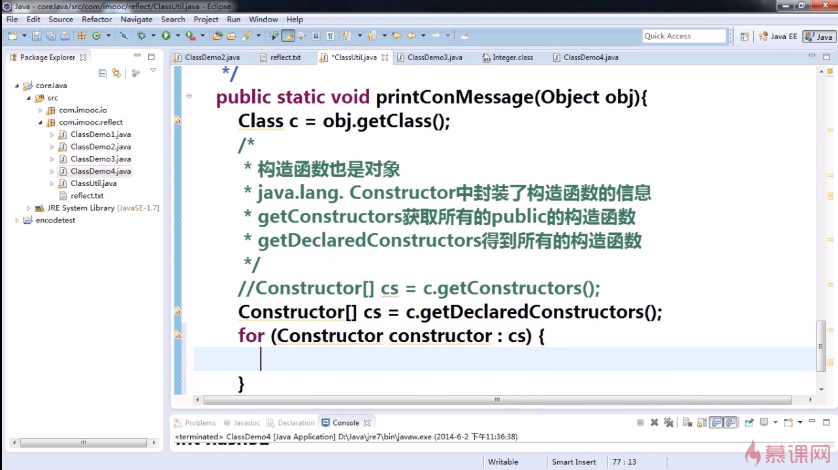 Java - coreJava/src/com/imooc/reflect/ClassUtil.java - Eclipse
File Edit Source Refactor Navigate Search Project Run Window Help
Quick Access
Java EE
Java
Package Explorer
ClassDemo2.java
reflect.txt
*ClassUtil.java
ClassDemo3.java
Integer.class
ClassDemo4.java
coreJava
src
com.imooc.io
com.imooc.reflect
ClassDemo1.java
ClassDemo2.java
ClassDemo3.java
ClassDemo4.java
ClassUtil.java
reflect.txt
JRE System Library [JavaSE-1.7]
encodetest
*/
public static void printConMessage(Object obj){
Class c = obj.getClass();
/*
* 构造函数也是对象
* java.lang. Constructor中封装了构造函数的信息
* getConstructors获取所有的public的构造函数
* getDeclaredConstructors得到所有的构造函数
*/
//Constructor[] cs = c.getConstructors();
Constructor[] cs = c.getDeclaredConstructors();
for (Constructor constructor : cs) {
}
Problems
Javadoc
Declaration
Console
<terminated> ClassDemo4 [Java Application] D:\Java\jre7\bin\javaw.exe (2014-6-2 下午11:36:38)
Writable
Smart Insert
77 : 13
慕课网